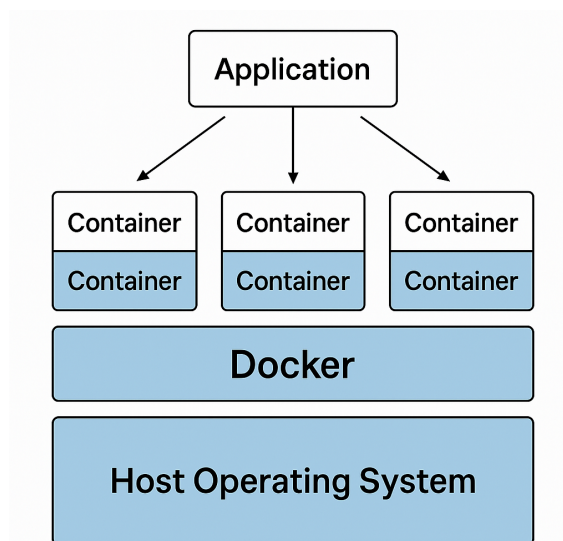 Application
Container
Container
Container
Container
Container
Container
Docker
Host Operating System